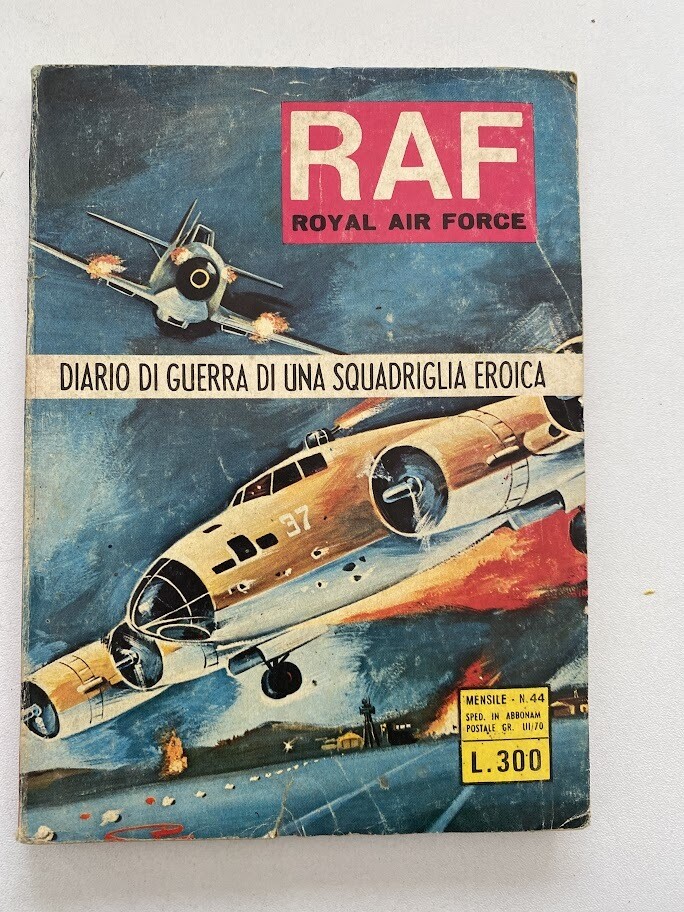 RAF
ROYAL AIR FORCE
DIARIO DI GUERRA DI UNA SQUADRIGLIA EROICA
37
MENSILE - N. 44
SPED. IN ABBONAM.
POSTALE GR. III/70
L. 300